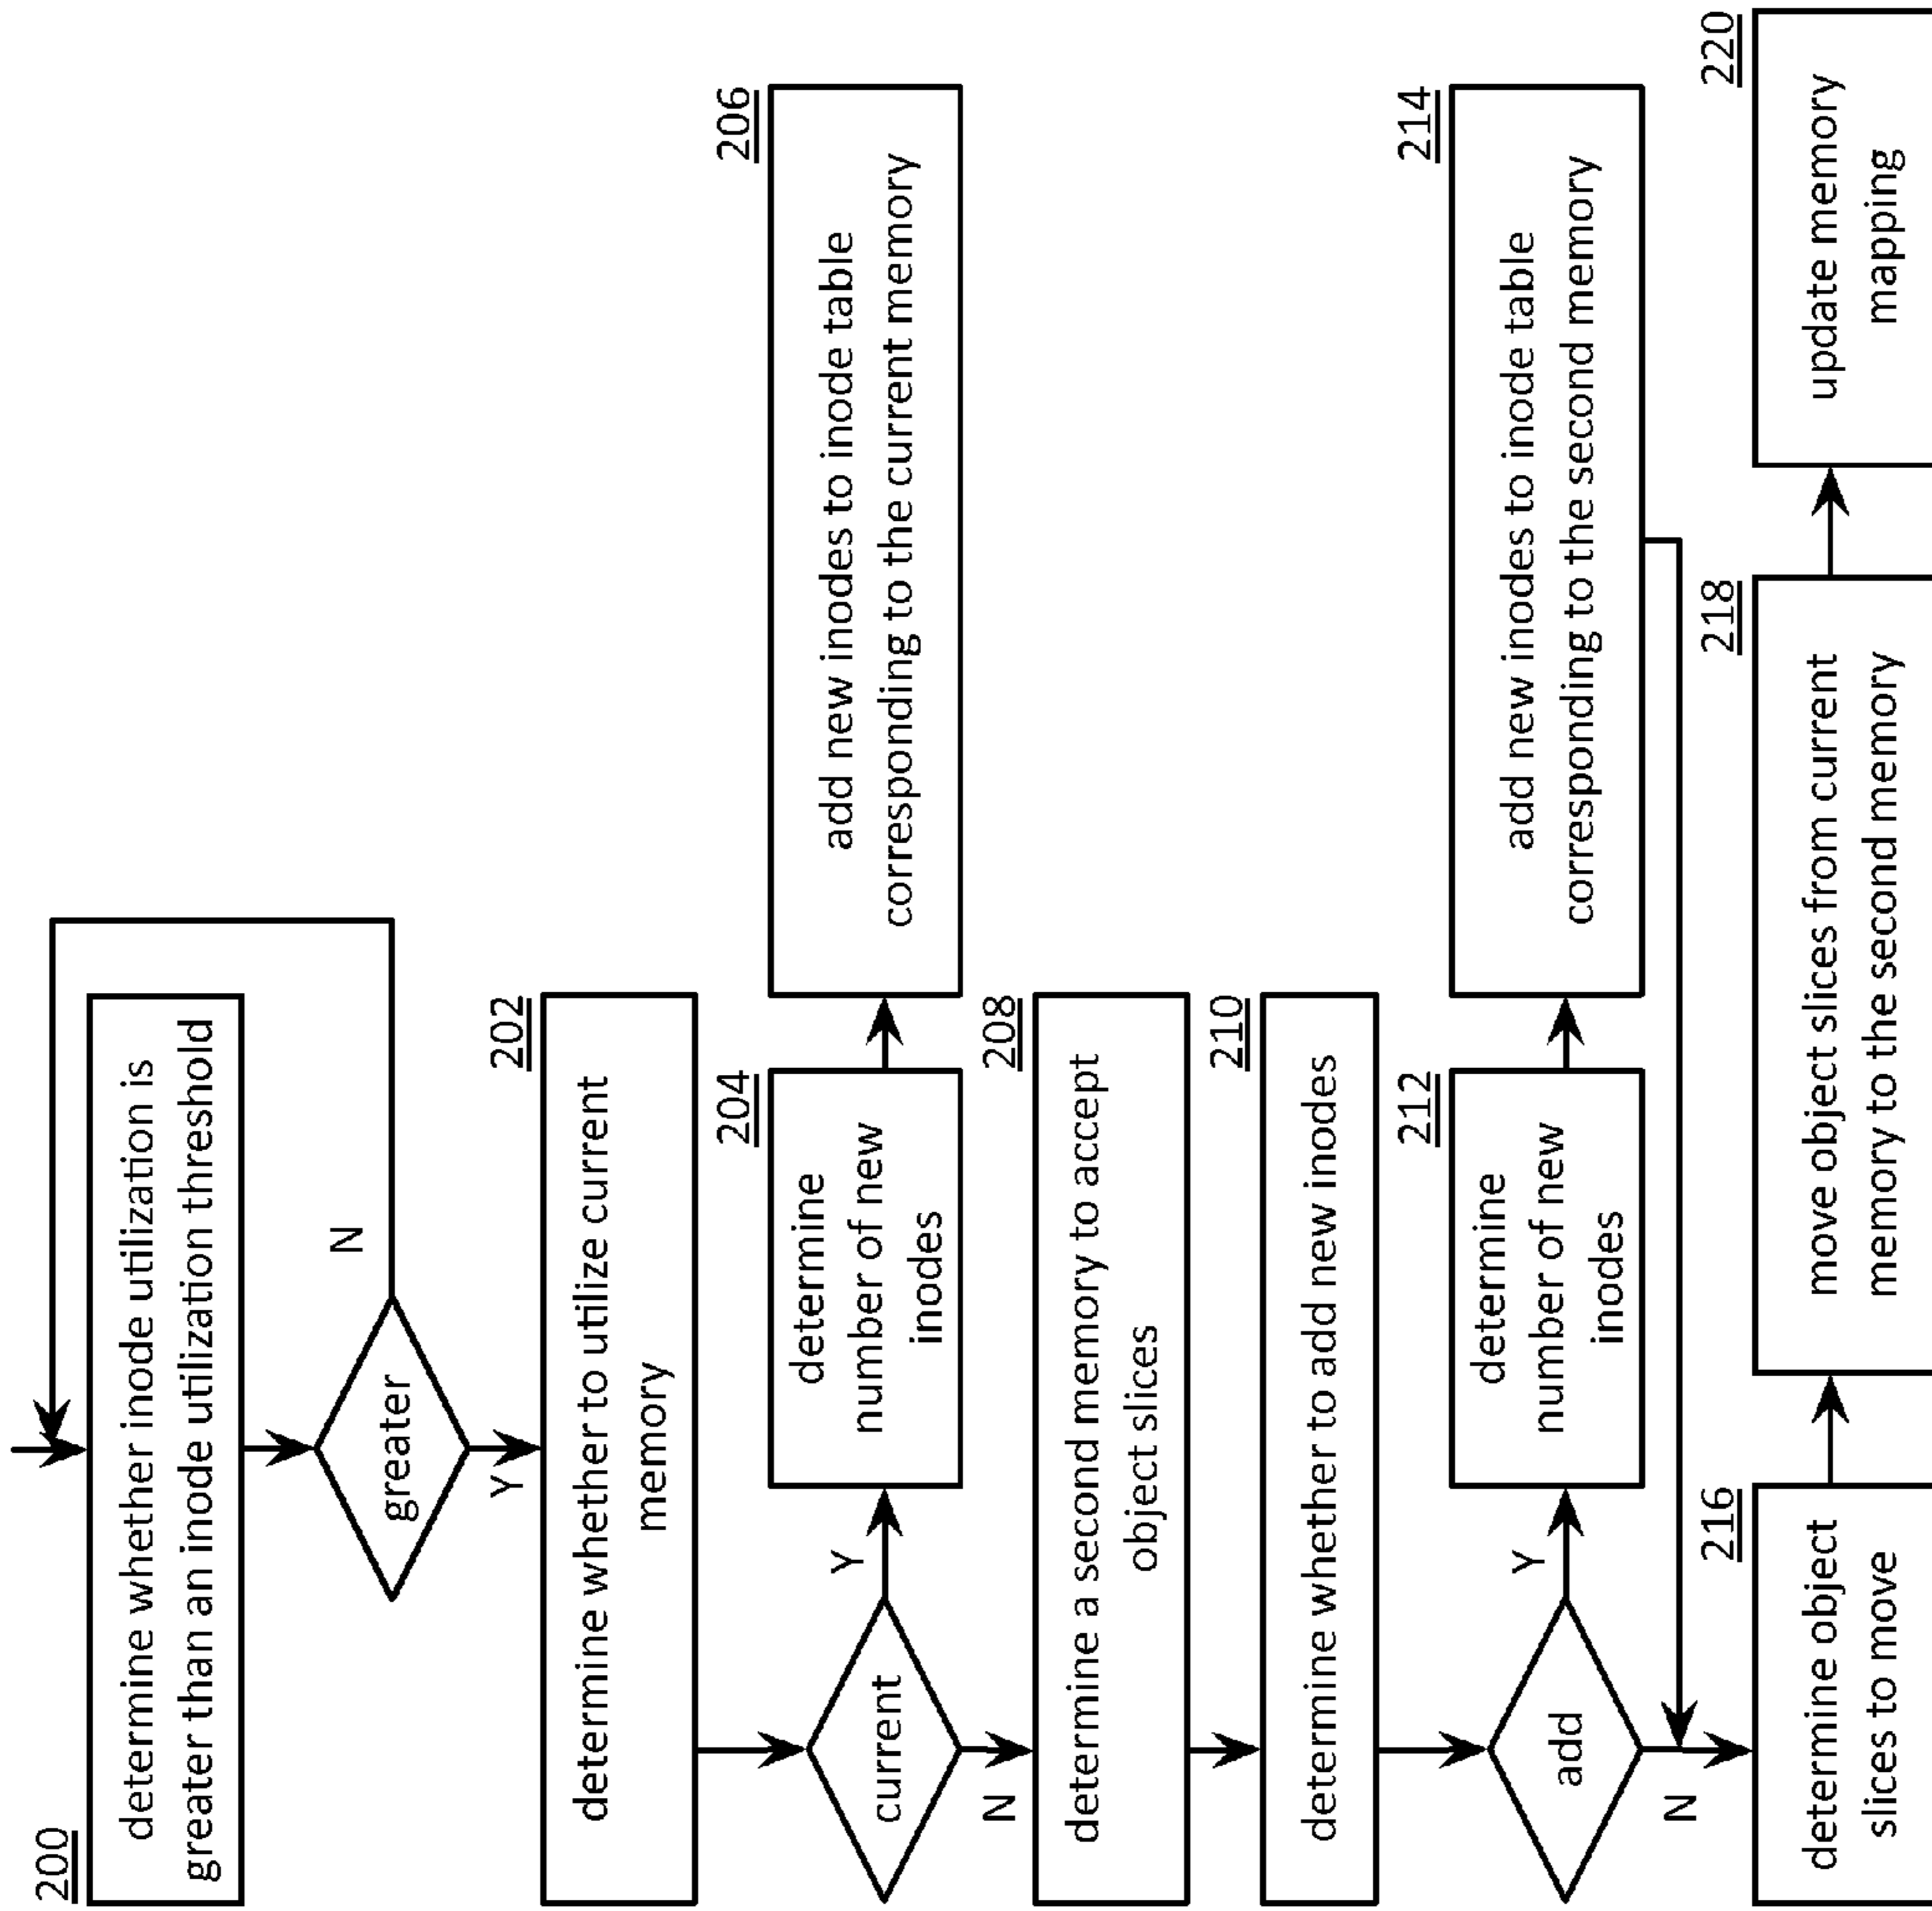 200
determine whether inode utilization is
greater than an inode utilization threshold
greater
N
Y
202
determine whether to utilize current
memory
current
Y
N
204
determine
number of new
inodes
206
add new inodes to inode table
corresponding to the current memory
208
determine a second memory to accept
object slices
210
determine whether to add new inodes
add
Y
N
212
determine
number of new
inodes
214
add new inodes to inode table
corresponding to the second memory
216
determine object
slices to move
218
move object slices from current
memory to the second memory
220
update memory
mapping